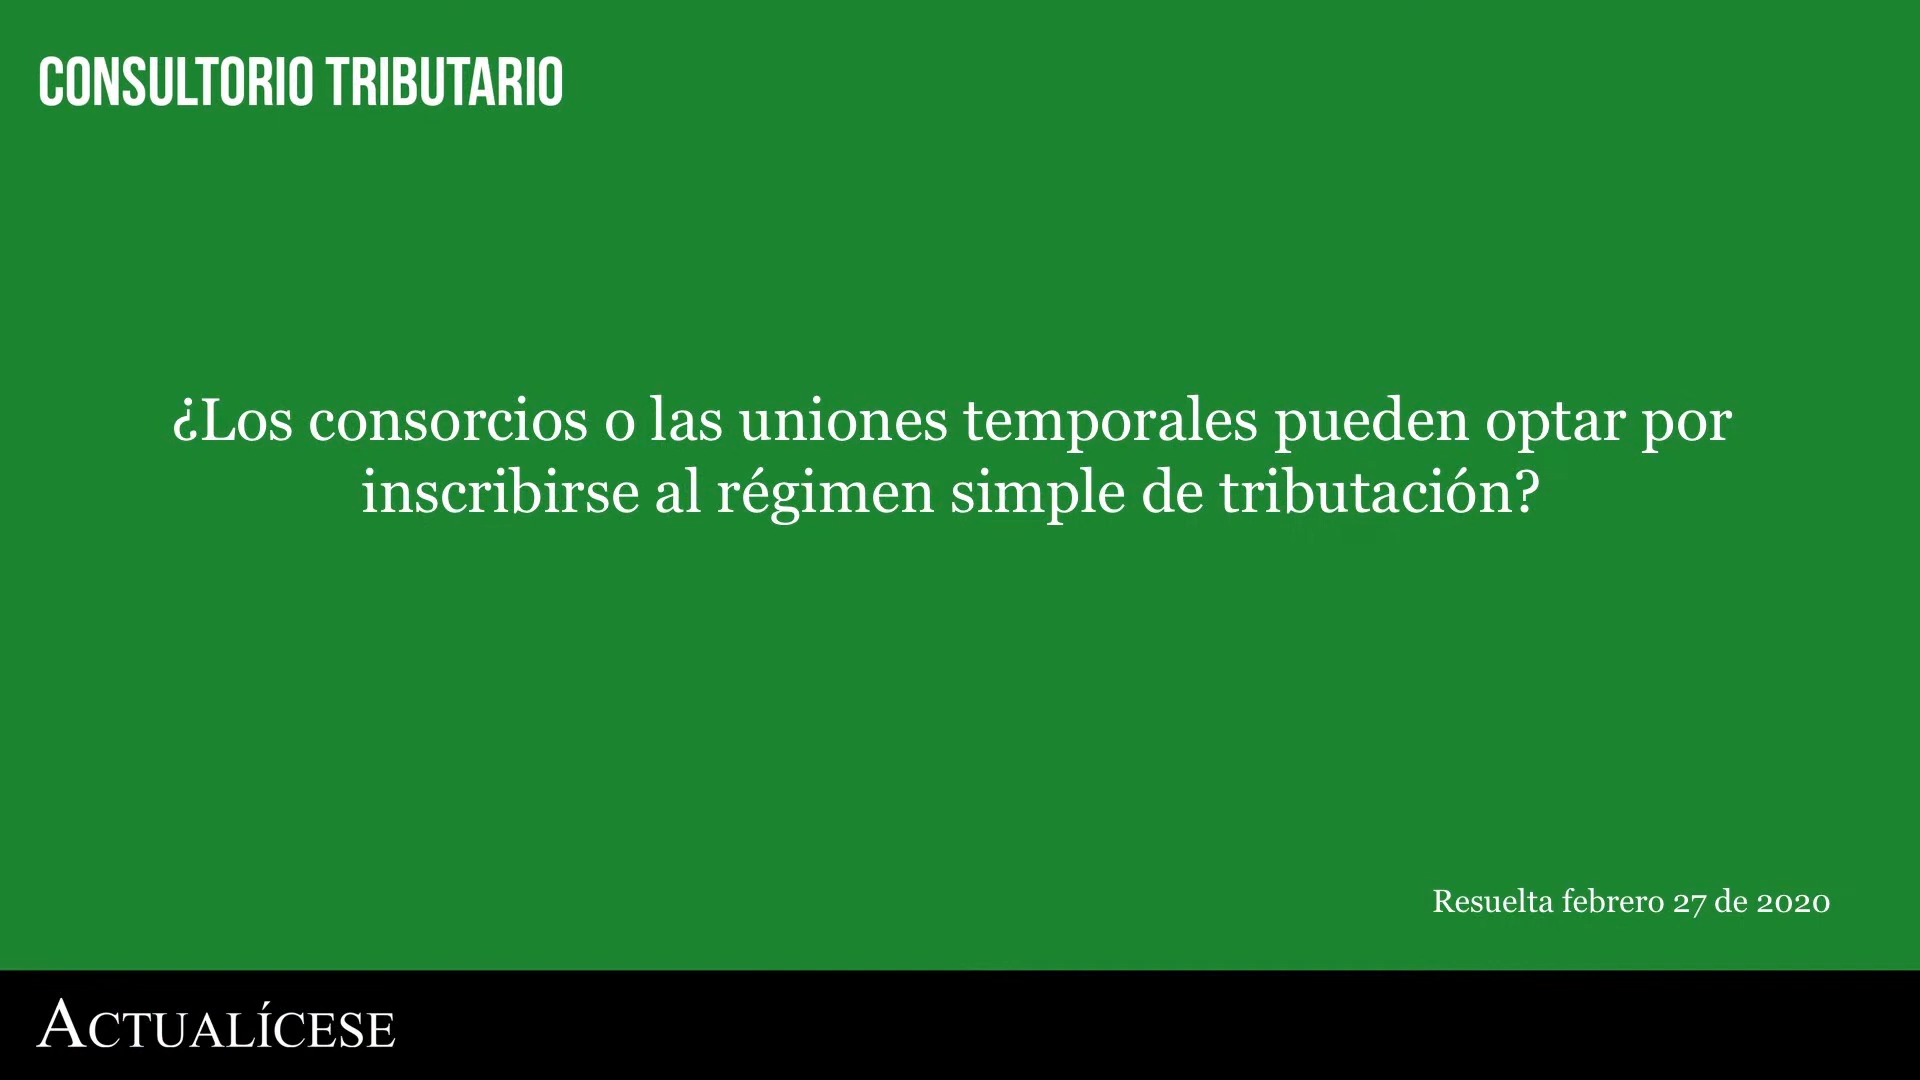 CONSULTORIO TRIBUTARIO
¿Los consorcios o las uniones temporales pueden optar por
inscribirse al régimen simple de tributación?
Resuelta febrero 27 de 2020
ACTUALÍCESE